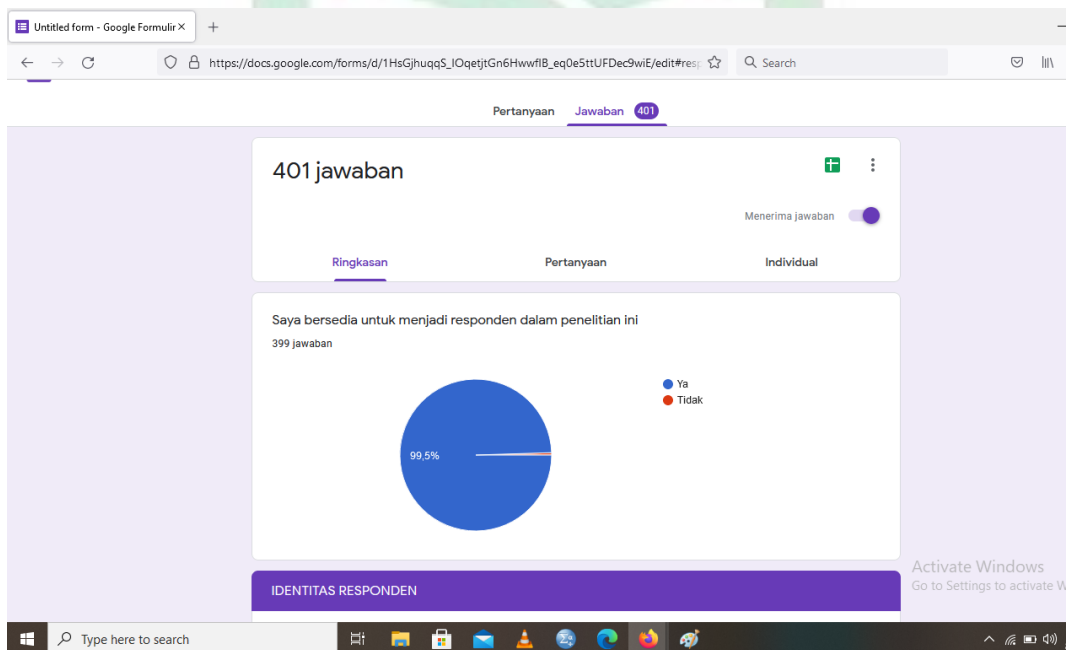 Untitled form - Google Formulir
https://docs.google.com/forms/d/1HsGjhuqqS_IOqetjtGn6HwwflB_eq0e5ttUFDec9wiE/edit#resp
Search
Pertanyaan Jawaban 401
401 jawaban
Menerima jawaban
Ringkasan Pertanyaan Individual
Saya bersedia untuk menjadi responden dalam penelitian ini
399 jawaban
Ya
Tidak
99,5%
IDENTITAS RESPONDEN
Activate Windows
Go to Settings to activate W
Type here to search